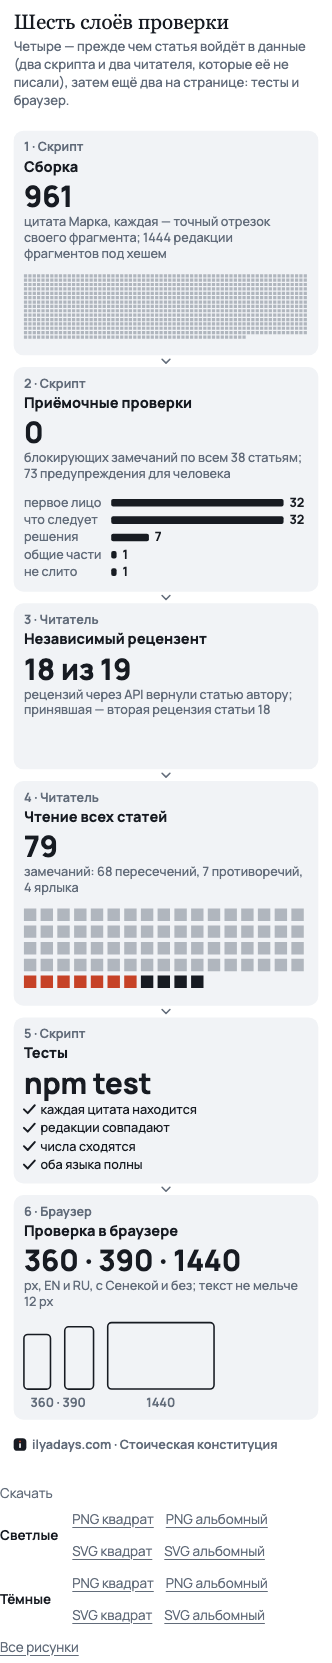 Шесть слоёв проверки
Четыре — прежде чем статья войдёт в данные
(два скрипта и два читателя, которые её не
писали), затем ещё два на странице: тесты и
браузер.
1 · Скрипт
Сборка
961
цитата Марка, каждая — точный отрезок
своего фрагмента; 1444 редакции
фрагментов под хешем
2 · Скрипт
Приёмочные проверки
0
блокирующих замечаний по всем 38 статьям;
73 предупреждения для человека
первое лицо 32
что следует 32
решения 7
общие части 1
не слито 1
3 · Читатель
Независимый рецензент
18 из 19
рецензий через API вернули статью автору;
принявшая — вторая рецензия статьи 18
4 · Читатель
Чтение всех статей
79
замечаний: 68 пересечений, 7 противоречий,
4 ярлыка
5 · Скрипт
Тесты
npm test
каждая цитата находится
редакции совпадают
числа сходятся
оба языка полны
6 · Браузер
Проверка в браузере
360 · 390 · 1440
px, EN и RU, с Сенекой и без; текст не мельче
12 px
360 · 390 1440
ilyadays.com · Стоическая конституция
Скачать
Светлые
PNG квадрат PNG альбомный
SVG квадрат SVG альбомный
Тёмные
PNG квадрат PNG альбомный
SVG квадрат SVG альбомный
Все рисунки